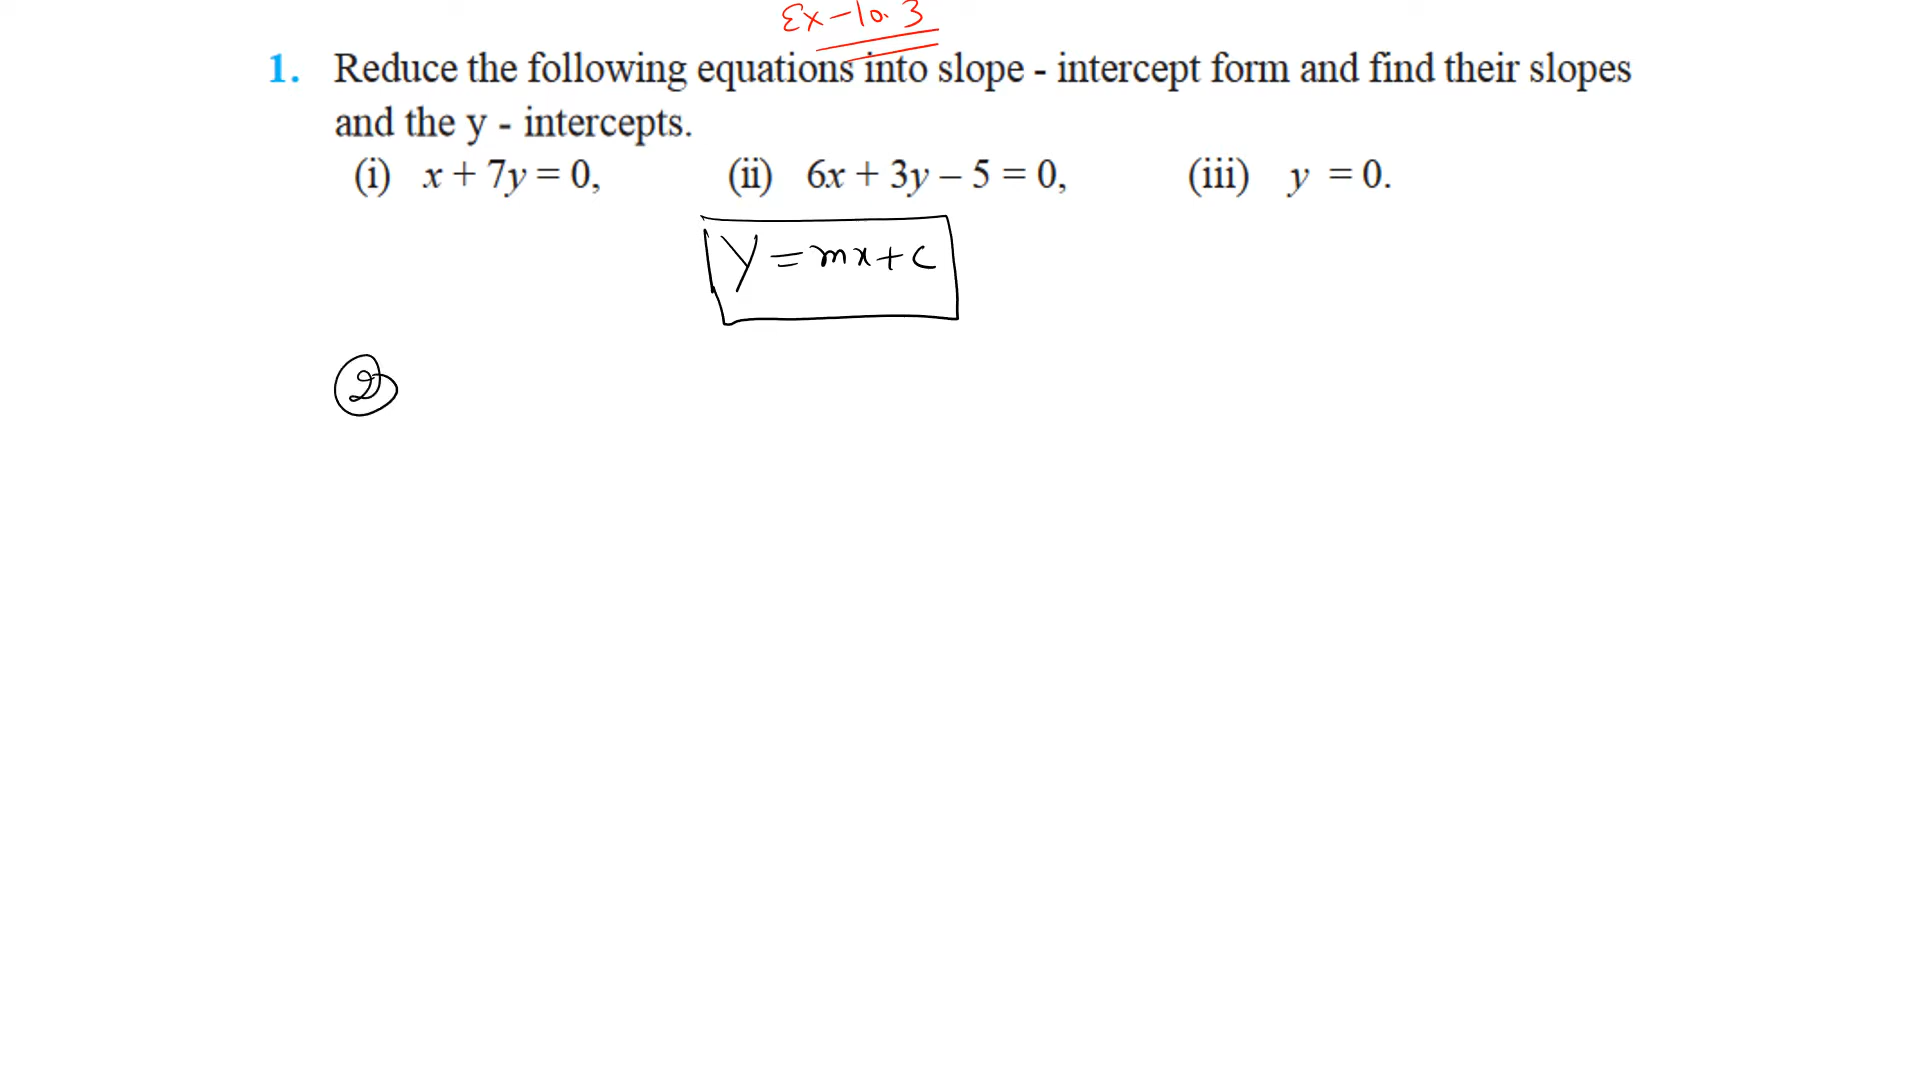 Ex-10.3
1. Reduce the following equations into slope - intercept form and find their slopes
and the y - intercepts.
(i) x + 7y = 0, (ii) 6x + 3y – 5 = 0, (iii) y = 0.
y = mx+c